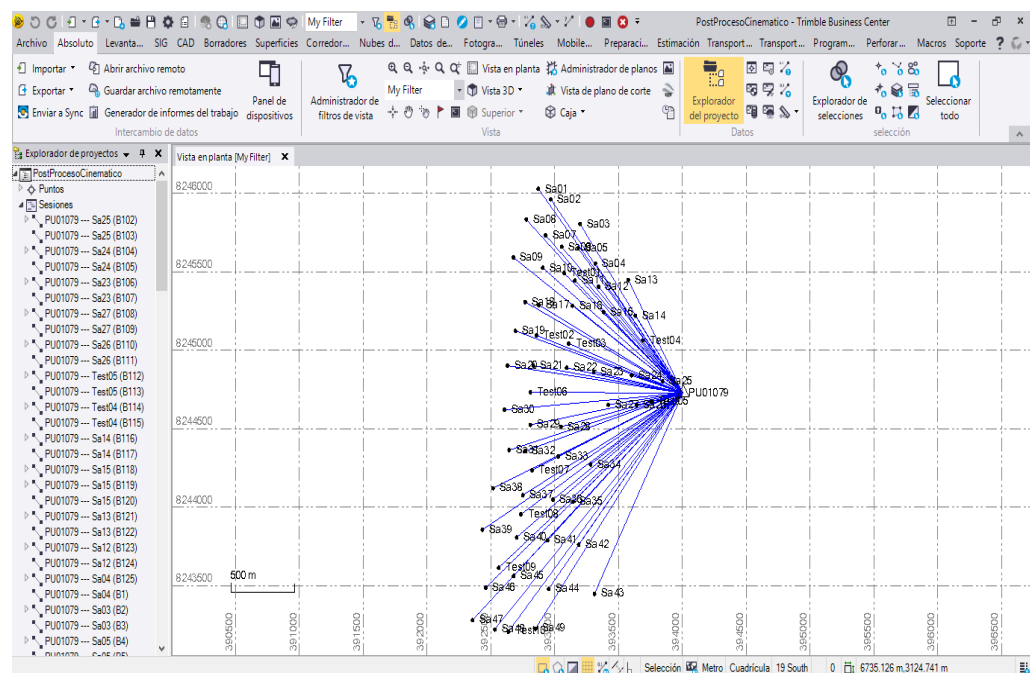 My Filter
PostProcesoCinematico - Trimble Business Center
Archivo Absoluto Levanta... SIG CAD Borradores Superficies Corredor... Nubes d... Datos de... Fotogra... Túneles Mobile... Preparaci... Estimación Transport... Transport... Program... Perforar... Macros Soporte
Importar
Exportar
Enviar a Sync
Abrir archivo remoto
Guardar archivo remotamente
Generador de informes del trabajo
Panel de dispositivos
Intercambio de datos
Administrador de filtros de vista
My Filter
Vista en planta
Vista 3D
Superior
Administrador de planos
Vista de plano de corte
Caja
Vista
Explorador del proyecto
Datos
Explorador de selecciones
Seleccionar todo
selección
Explorador de proyectos
PostProcesoCinematico
Puntos
Sesiones
PU01079 --- Sa25 (B102)
PU01079 --- Sa25 (B103)
PU01079 --- Sa24 (B104)
PU01079 --- Sa24 (B105)
PU01079 --- Sa23 (B106)
PU01079 --- Sa23 (B107)
PU01079 --- Sa27 (B108)
PU01079 --- Sa27 (B109)
PU01079 --- Sa26 (B110)
PU01079 --- Sa26 (B111)
PU01079 --- Test05 (B112)
PU01079 --- Test05 (B113)
PU01079 --- Test04 (B114)
PU01079 --- Test04 (B115)
PU01079 --- Sa14 (B116)
PU01079 --- Sa14 (B117)
PU01079 --- Sa15 (B118)
PU01079 --- Sa15 (B119)
PU01079 --- Sa15 (B120)
PU01079 --- Sa13 (B121)
PU01079 --- Sa13 (B122)
PU01079 --- Sa12 (B123)
PU01079 --- Sa12 (B124)
PU01079 --- Sa04 (B125)
PU01079 --- Sa04 (B1)
PU01079 --- Sa03 (B2)
PU01079 --- Sa03 (B3)
PU01079 --- Sa05 (B4)
Vista en planta [My Filter]
8246000
8245500
8245000
8244500
8244000
8243500
500 m
Sa01
Sa02
Sa08
Sa03
Sa07
Sa05
Sa09
Sa04
Sa10
Test01
Sa11
Sa12
Sa13
Sa17
Sa14
Sa19
Test02
Test03
Test04
Sa20
Sa21
Sa22
Sa23
Sa25
Test06
PU01079
Sa30
Sa29
Sa32
Sa33
Sa34
Test07
Sa36
Sa37
Sa35
Test08
Sa39
Sa40
Sa41
Sa42
Test09
Sa45
Sa46
Sa44
Sa43
Sa47
Sa49
390500
391000
391500
392000
392500
393000
393500
394000
394500
395000
395500
396000
396500
Selección Metro Cuadrícula 19 South 0 6735.126 m,3124.741 m